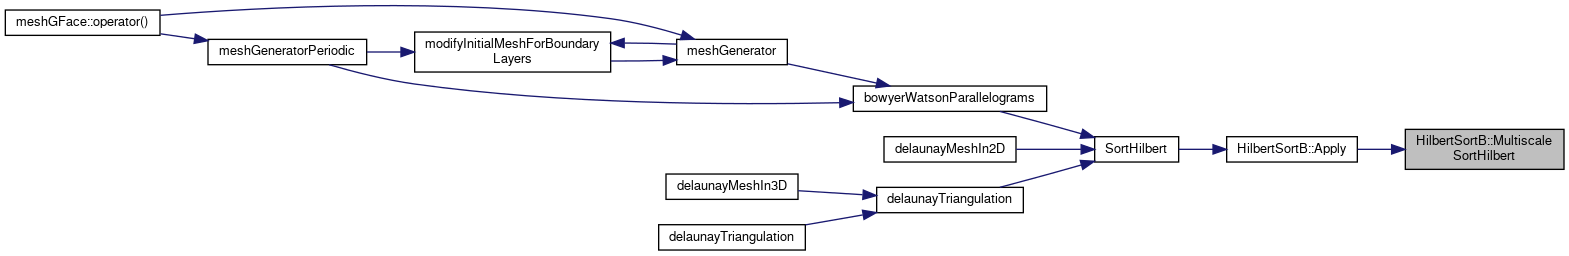 meshGFace::operator()
meshGeneratorPeriodic
modifyInitialMeshForBoundary
Layers
meshGenerator
bowyerWatsonParallelograms
delaunayMeshIn2D
SortHilbert
HilbertSortB::Apply
HilbertSortB::Multiscale
SortHilbert
delaunayMeshIn3D
delaunayTriangulation
delaunayTriangulation